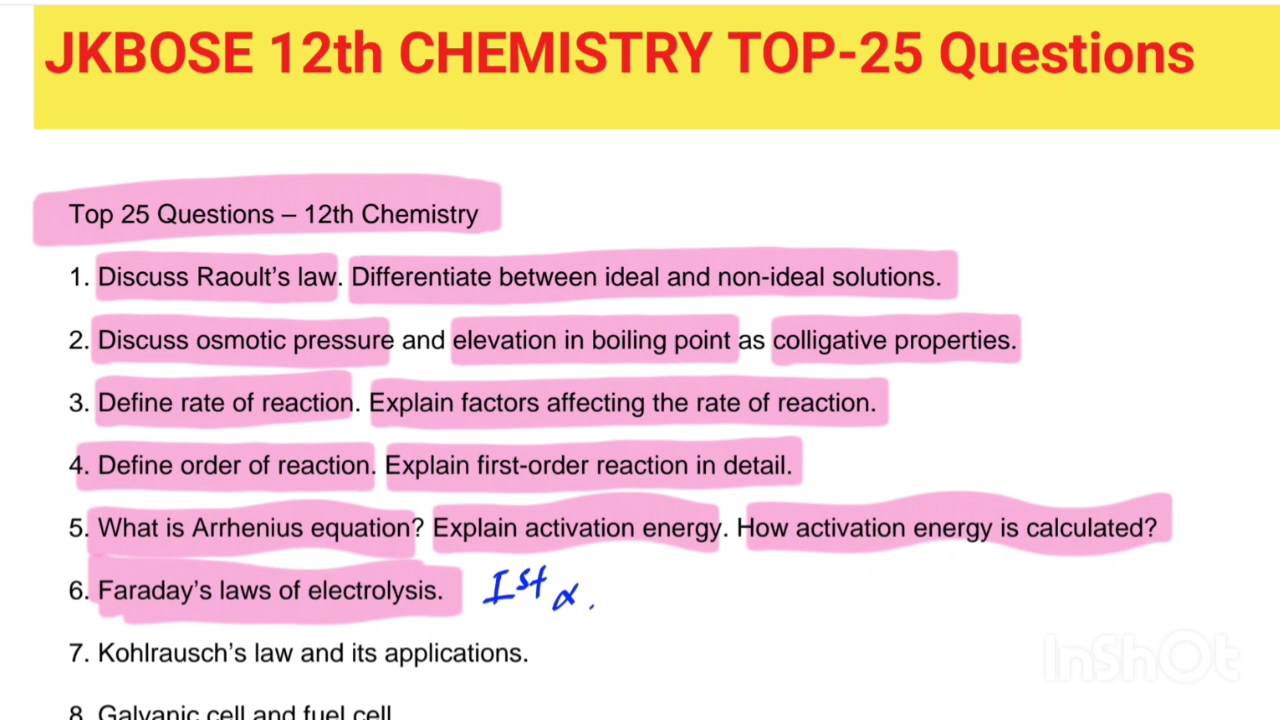 JKBOSE 12th CHEMISTRY TOP-25 Questions
Top 25 Questions – 12th Chemistry
1. Discuss Raoult's law. Differentiate between ideal and non-ideal solutions.
2. Discuss osmotic pressure and elevation in boiling point as colligative properties.
3. Define rate of reaction. Explain factors affecting the rate of reaction.
4. Define order of reaction. Explain first-order reaction in detail.
5. What is Arrhenius equation? Explain activation energy. How activation energy is calculated?
6. Faraday's laws of electrolysis. Ist α .
7. Kohlrausch's law and its applications.
8. Galvanic cell and fuel cell
InShOt